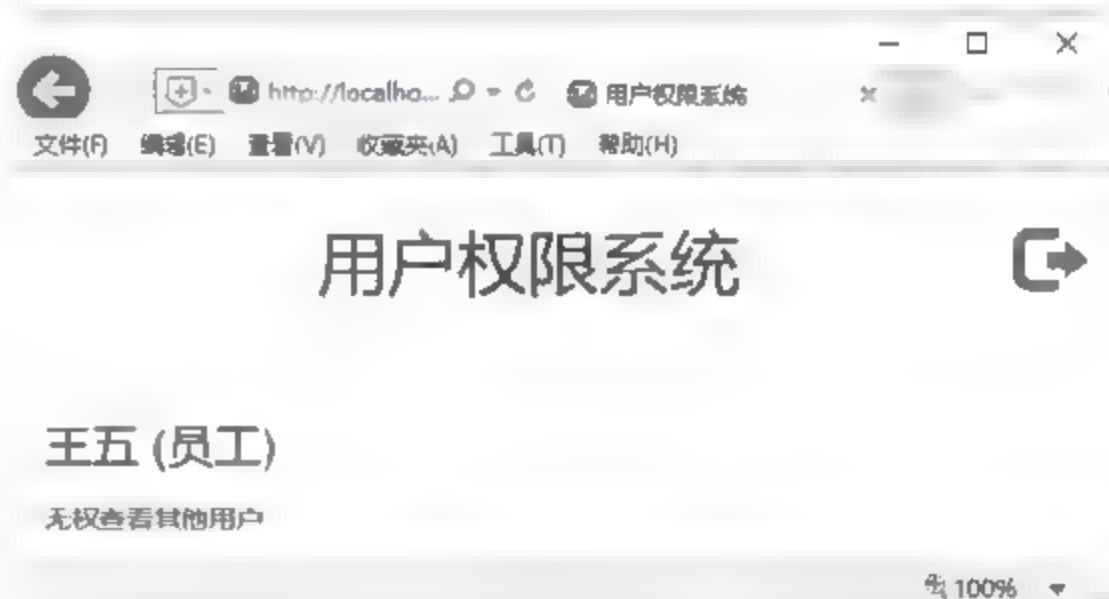 http://localho... 用户权限系统
文件(F) 编辑(E) 查看(V) 收藏夹(A) 工具(T) 帮助(H)
用户权限系统
王五 (员工)
无权查看其他用户
100%